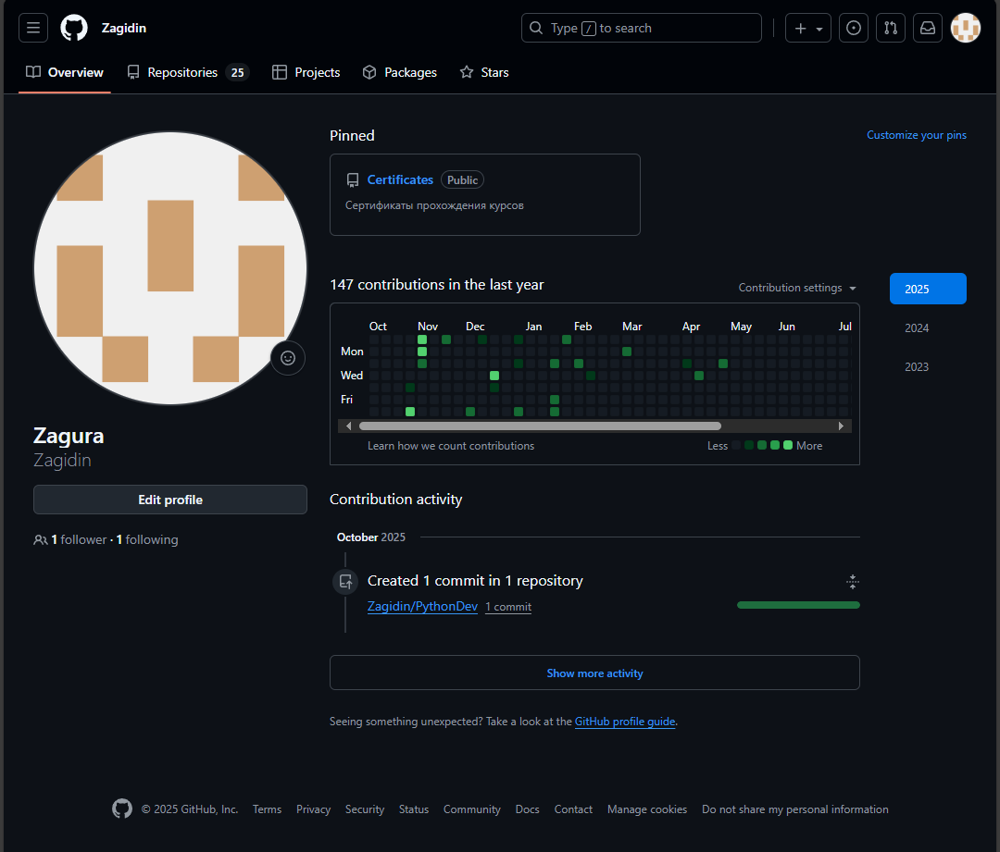 Zagidin
Type / to search
Overview
Repositories 25
Projects
Packages
Stars
Pinned
Customize your pins
Certificates Public
Сертификаты прохождения курсов
147 contributions in the last year
Contribution settings
2025
2024
2023
Oct Nov Dec Jan Feb Mar Apr May Jun Jul
Mon
Wed
Fri
Learn how we count contributions
Less More
Zagura
Zagidin
Edit profile
1 follower · 1 following
Contribution activity
October 2025
Created 1 commit in 1 repository
Zagidin/PythonDev 1 commit
Show more activity
Seeing something unexpected? Take a look at the GitHub profile guide.
© 2025 GitHub, Inc. Terms Privacy Security Status Community Docs Contact Manage cookies Do not share my personal information